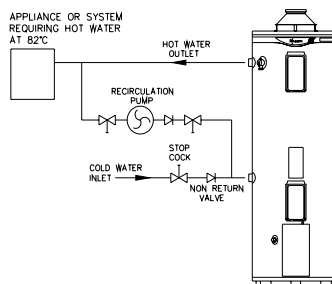 APPLIANCE OR SYSTEM
REQUIRING HOT WATER
AT 82°C
HOT WATER
OUTLET
RECIRCULATION
PUMP
STOP
COCK
COLD WATER
INLET
NON RETURN
VALVE